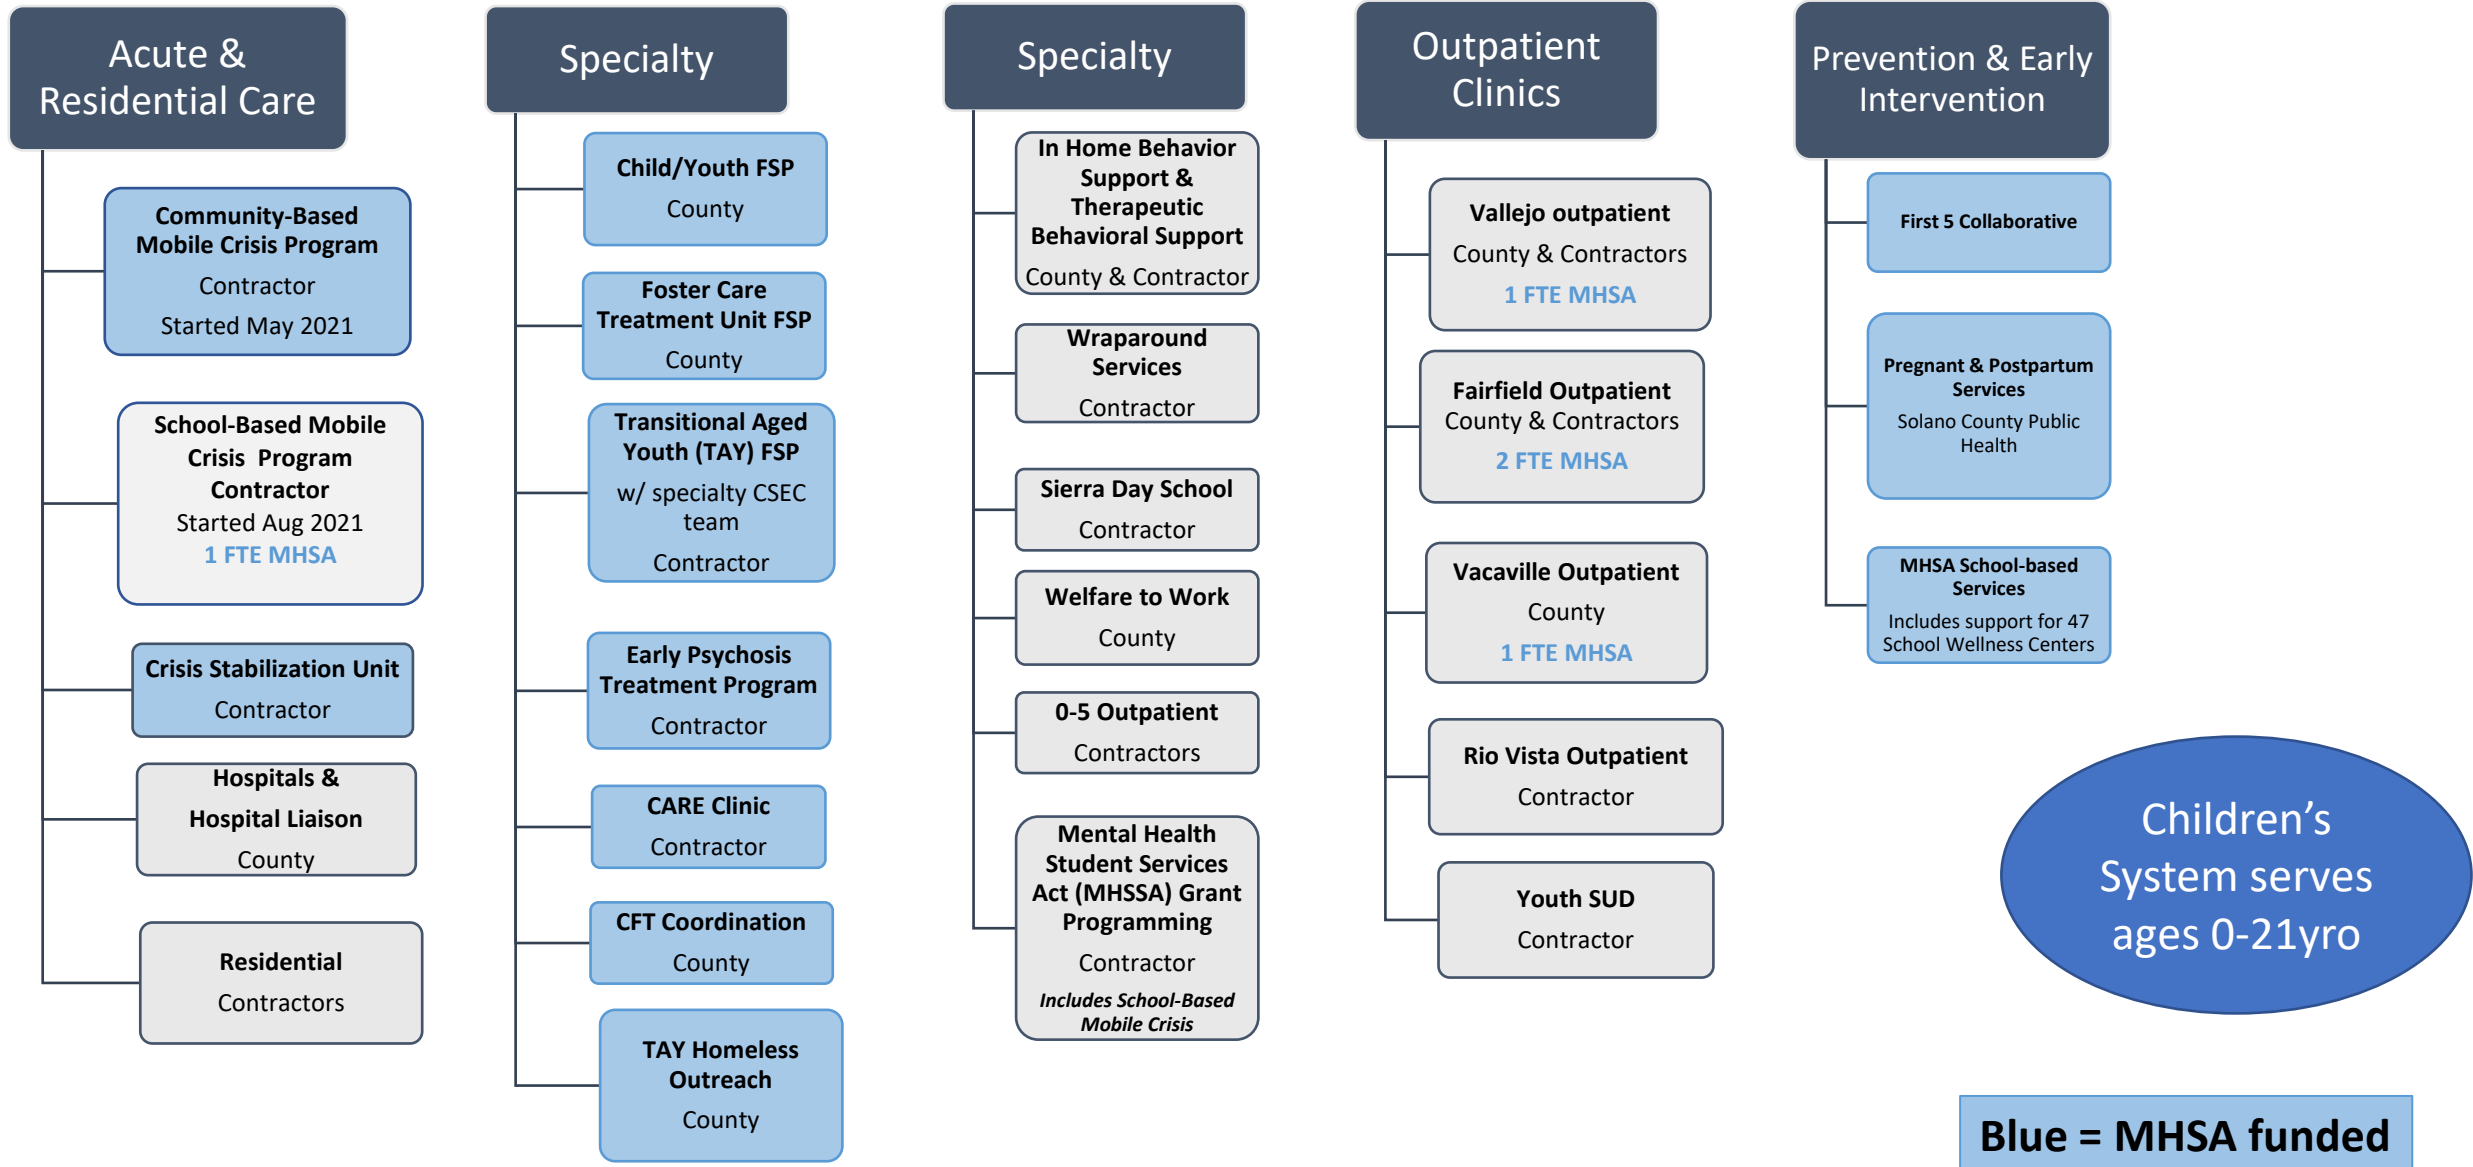 Acute &
Residential Care
Community-Based
Mobile Crisis Program
Contractor
Started May 2021
School-Based Mobile
Crisis Program
Contractor
Started Aug 2021
1 FTE MHSA
Crisis Stabilization Unit
Contractor
Hospitals &
Hospital Liaison
County
Residential
Contractors
Specialty
Child/Youth FSP
County
Foster Care
Treatment Unit FSP
County
Transitional Aged
Youth (TAY) FSP
w/ specialty CSEC
team
Contractor
Early Psychosis
Treatment Program
Contractor
CARE Clinic
Contractor
CFT Coordination
County
TAY Homeless
Outreach
County
Specialty
In Home Behavior
Support &
Therapeutic
Behavioral Support
County & Contractor
Wraparound
Services
Contractor
Sierra Day School
Contractor
Welfare to Work
County
0-5 Outpatient
Contractors
Mental Health
Student Services
Act (MHSSA) Grant
Programming
Contractor
Includes School-Based
Mobile Crisis
Outpatient
Clinics
Vallejo outpatient
County & Contractors
1 FTE MHSA
Fairfield Outpatient
County & Contractors
2 FTE MHSA
Vacaville Outpatient
County
1 FTE MHSA
Rio Vista Outpatient
Contractor
Youth SUD
Contractor
Prevention & Early
Intervention
First 5 Collaborative
Pregnant & Postpartum
Services
Solano County Public
Health
MHSA School-based
Services
Includes support for 47
School Wellness Centers
Children’s
System serves
ages 0-21yro
Blue = MHSA funded